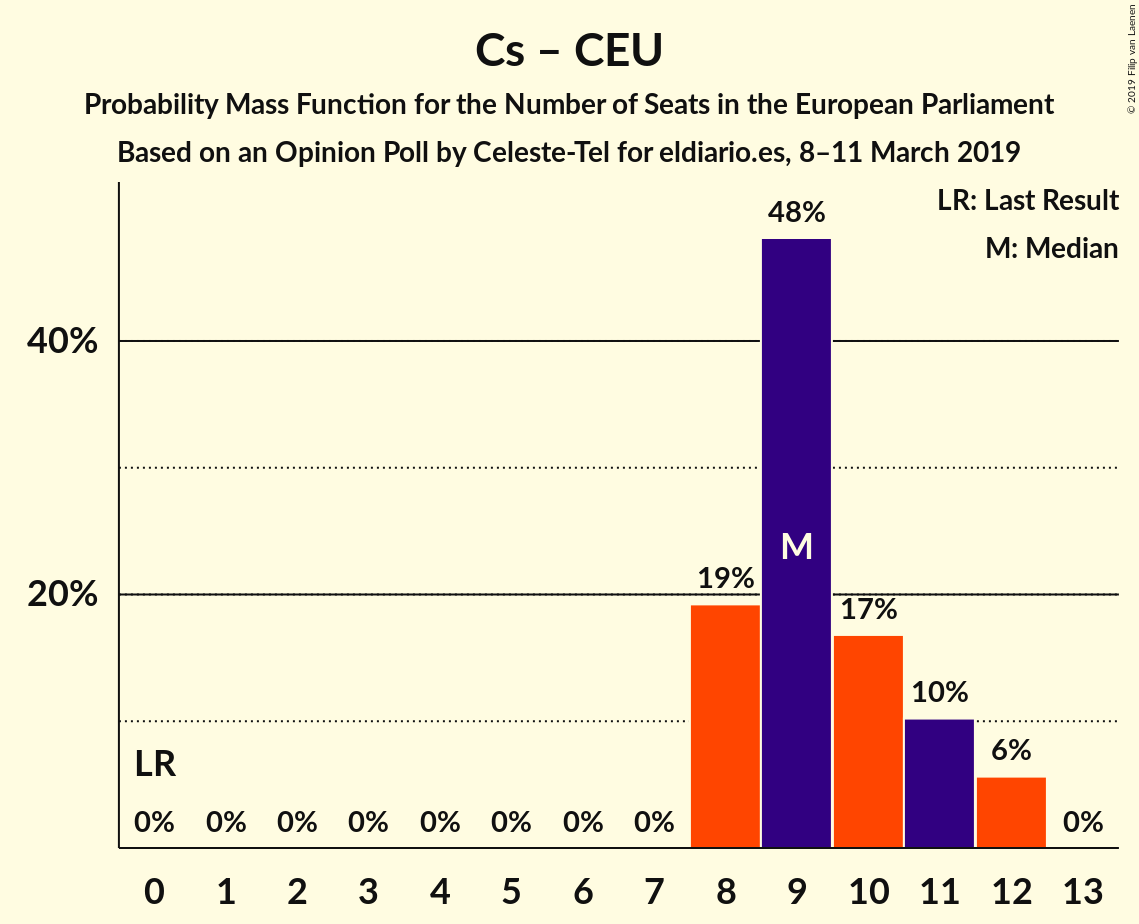 Cs – CEU
Probability Mass Function for the Number of Seats in the European Parliament
Based on an Opinion Poll by Celeste-Tel for eldiario.es, 8–11 March 2019
© 2019 Filip van Laenen
LR: Last Result
M: Median
48%
40%
M
19%
20%
17%
10%
LR
6%
0% 0% 0% 0% 0% 0% 0% 0% 0%
0 1 2 3 4 5 6 7 8 9 10 11 12 13